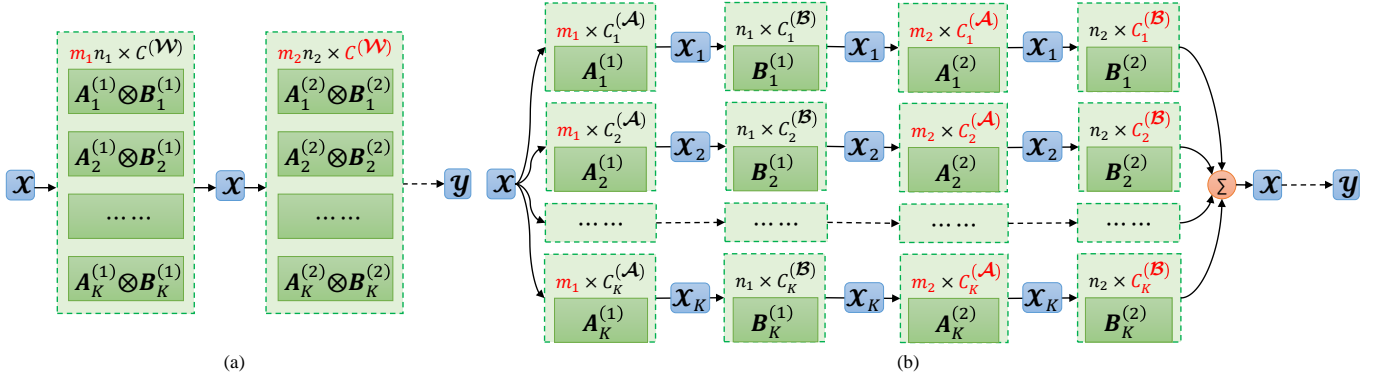 m₁n₁ × C^(𝓦)
A₁^(1)⊗B₁^(1)
A₂^(1)⊗B₂^(1)
... ...
A_K^(1)⊗B_K^(1)
m₂n₂ × C^(𝓦)
A₁^(2)⊗B₁^(2)
A₂^(2)⊗B₂^(2)
... ...
A_K^(2)⊗B_K^(2)
𝓧
𝓧
𝓨
(a)
𝓧
m₁ × C₁^(𝓐)
A₁^(1)
𝓧₁
n₁ × C₁^(𝓑)
B₁^(1)
𝓧₁
m₂ × C₁^(𝓐)
A₁^(2)
𝓧₁
n₂ × C₁^(𝓑)
B₁^(2)
m₁ × C₂^(𝓐)
A₂^(1)
𝓧₂
n₁ × C₂^(𝓑)
B₂^(1)
𝓧₂
m₂ × C₂^(𝓐)
A₂^(2)
𝓧₂
n₂ × C₂^(𝓑)
B₂^(2)
... ...
... ...
... ...
... ...
m₁ × C_K^(𝓐)
A_K^(1)
𝓧_K
n₁ × C_K^(𝓑)
B_K^(1)
𝓧_K
m₂ × C_K^(𝓐)
A_K^(2)
𝓧_K
n₂ × C_K^(𝓑)
B_K^(2)
Σ
𝓧
𝓨
(b)